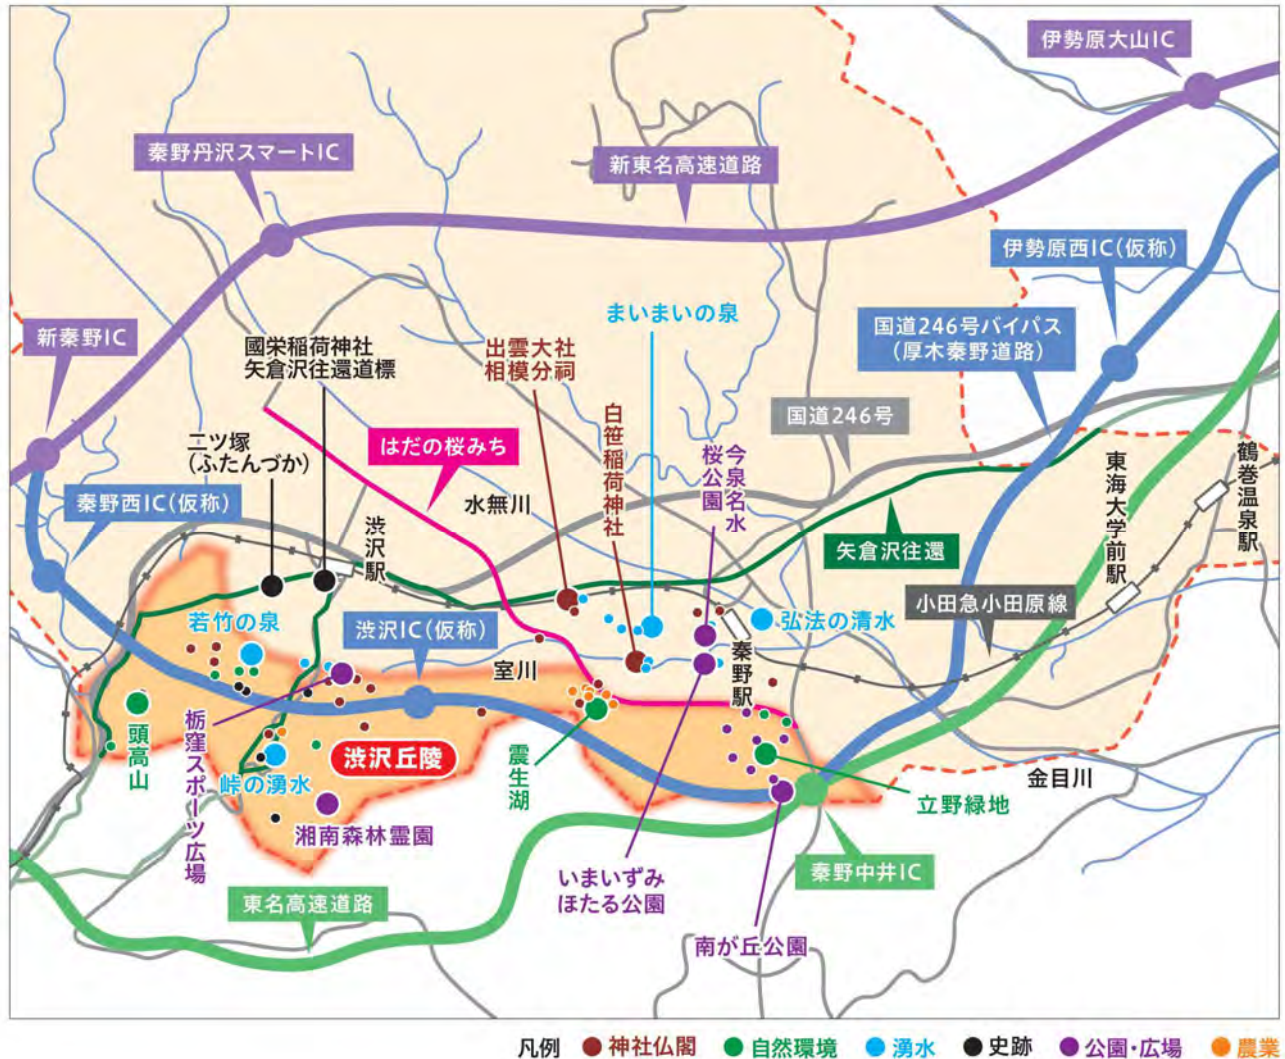 伊勢原大山IC
秦野丹沢スマートIC
新東名高速道路
伊勢原西IC(仮称)
まいまいの泉
新秦野IC
國栄稲荷神社
矢倉沢往還道標
出雲大社
相模分祠
国道246号バイパス
(厚木秦野道路)
白笹稲荷神社
国道246号
二ツ塚
(ふたんづか)
はだの桜みち
今泉名水
桜公園
鶴巻温泉駅
東海大学前駅
秦野西IC(仮称)
水無川
渋沢駅
矢倉沢往還
小田急小田原線
若竹の泉
渋沢IC(仮称)
弘法の清水
室川
秦野駅
頭高山
栃窪スポーツ広場
渋沢丘陵
震生湖
峠の湧水
金目川
立野緑地
湘南森林霊園
秦野中井IC
いまいずみ
ほたる公園
東名高速道路
南が丘公園
凡例 ●神社仏閣 ●自然環境 ●湧水 ●史跡 ●公園・広場 ●農業